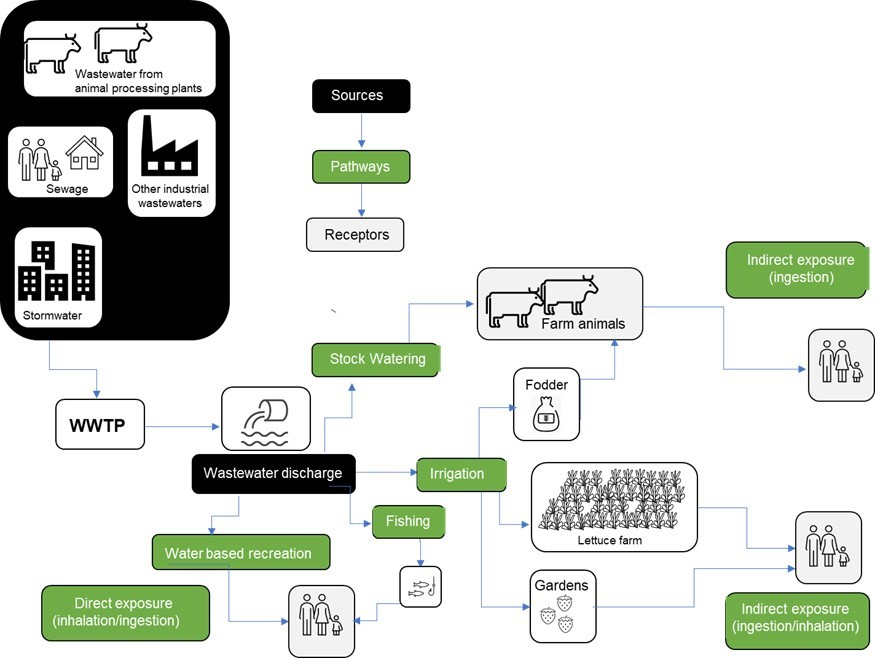 Wastewater from
animal processing plants
Sewage
Other industrial
wastewaters
Stormwater
Sources
Pathways
Receptors
Indirect exposure
(ingestion)
Farm animals
Stock Watering
Fodder
WWTP
Wastewater discharge
Irrigation
Fishing
Lettuce farm
Water based recreation
Gardens
Direct exposure
(inhalation/ingestion)
Indirect exposure
(ingestion/inhalation)